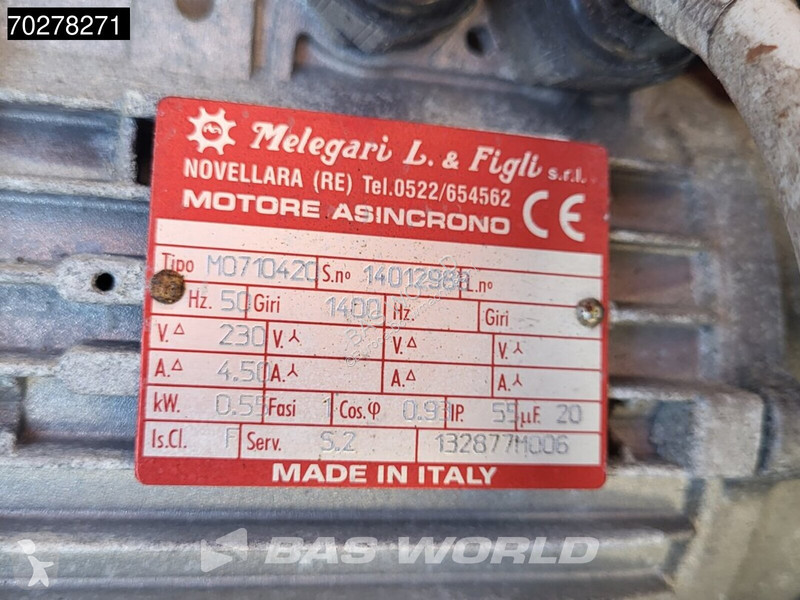 70278271
Melegari L. & Figli s.r.l.
NOVELLARA (RE) Tel.0522/654562
MOTORE ASINCRONO CE
Tipo M0710420 S.nº L.nº
Hz. 50 Giri 1400 Hz. Giri
V.△ 230 V.⅄ V.△ V.⅄
A.△ 4.50 A.⅄ A.△ A.⅄
kW. 0.55 Fasi 1 Cos.φ 0.93 IP. 55 µF. 20
Is.Cl. F Serv. S.2 132877M006
MADE IN ITALY
BAS WORLD